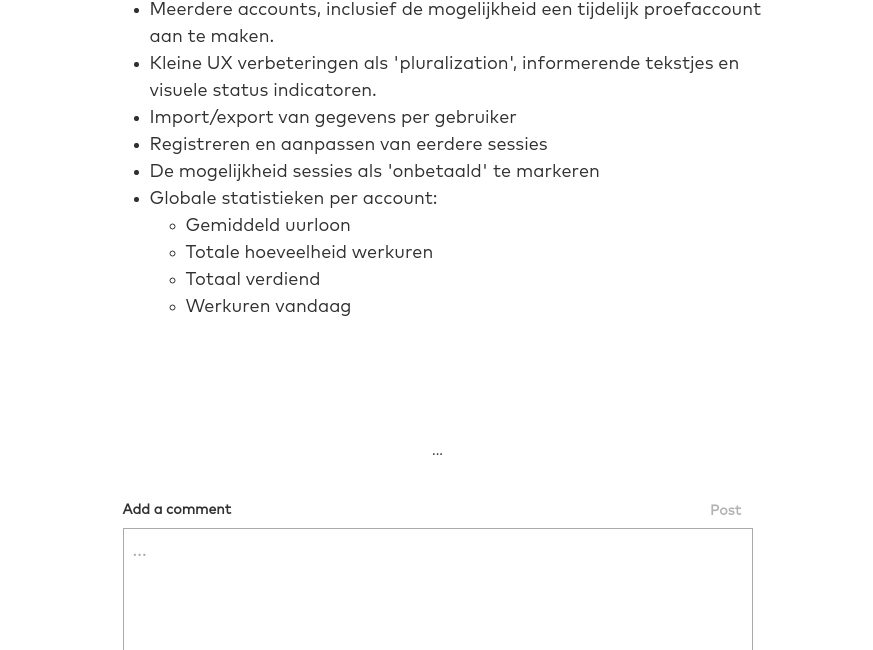 Meerdere accounts, inclusief de mogelijkheid een tijdelijk proefaccount
aan te maken.
Kleine UX verbeteringen als 'pluralization', informerende tekstjes en
visuele status indicatoren.
Import/export van gegevens per gebruiker
Registreren en aanpassen van eerdere sessies
De mogelijkheid sessies als 'onbetaald' te markeren
Globale statistieken per account:
Gemiddeld uurloon
Totale hoeveelheid werkuren
Totaal verdiend
Werkuren vandaag
...
Add a comment
Post
...